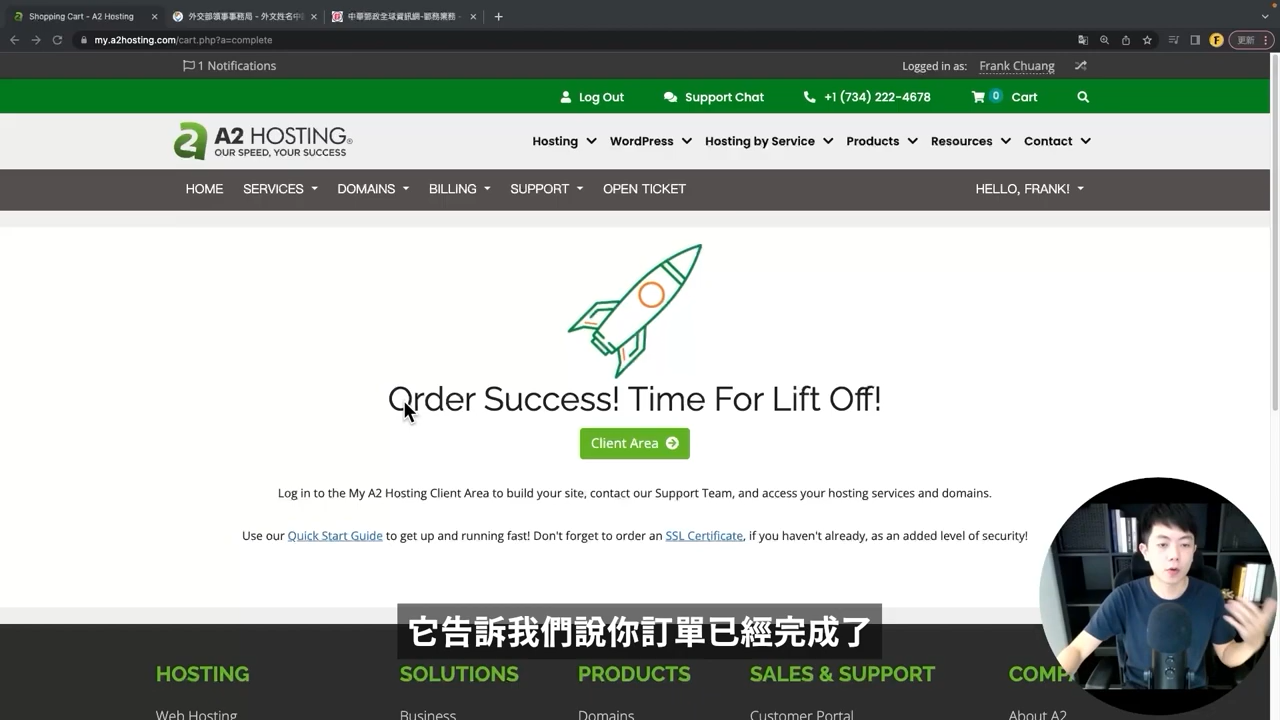 Shopping Cart - A2 Hosting
外交部領事事務局 - 外文姓名中
中華郵政全球資訊網-郵務業務 -
my.a2hosting.com/cart.php?a=complete
更新
1 Notifications
Logged in as: Frank Chuang
Log Out
Support Chat
+1 (734) 222-4678
0 Cart
A2 HOSTING®
OUR SPEED, YOUR SUCCESS
Hosting WordPress Hosting by Service Products Resources Contact
HOME SERVICES DOMAINS BILLING SUPPORT OPEN TICKET HELLO, FRANK!
Order Success! Time For Lift Off!
Client Area
Log in to the My A2 Hosting Client Area to build your site, contact our Support Team, and access your hosting services and domains.
Use our Quick Start Guide to get up and running fast! Don't forget to order an SSL Certificate, if you haven't already, as an added level of security!
它告訴我們說你訂單已經完成了
HOSTING SOLUTIONS PRODUCTS SALES & SUPPORT COMP
Web Hosting Business Domains Customer Portal About A2